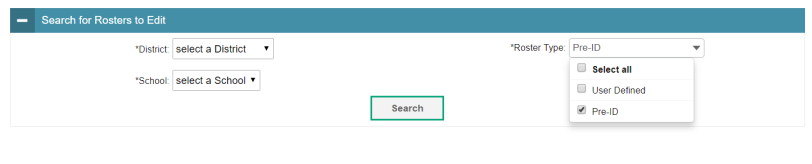 Search for Rosters to Edit
*District: select a District
*Roster Type: Pre-ID
Select all
*School: select a School
User Defined
Search
Pre-ID